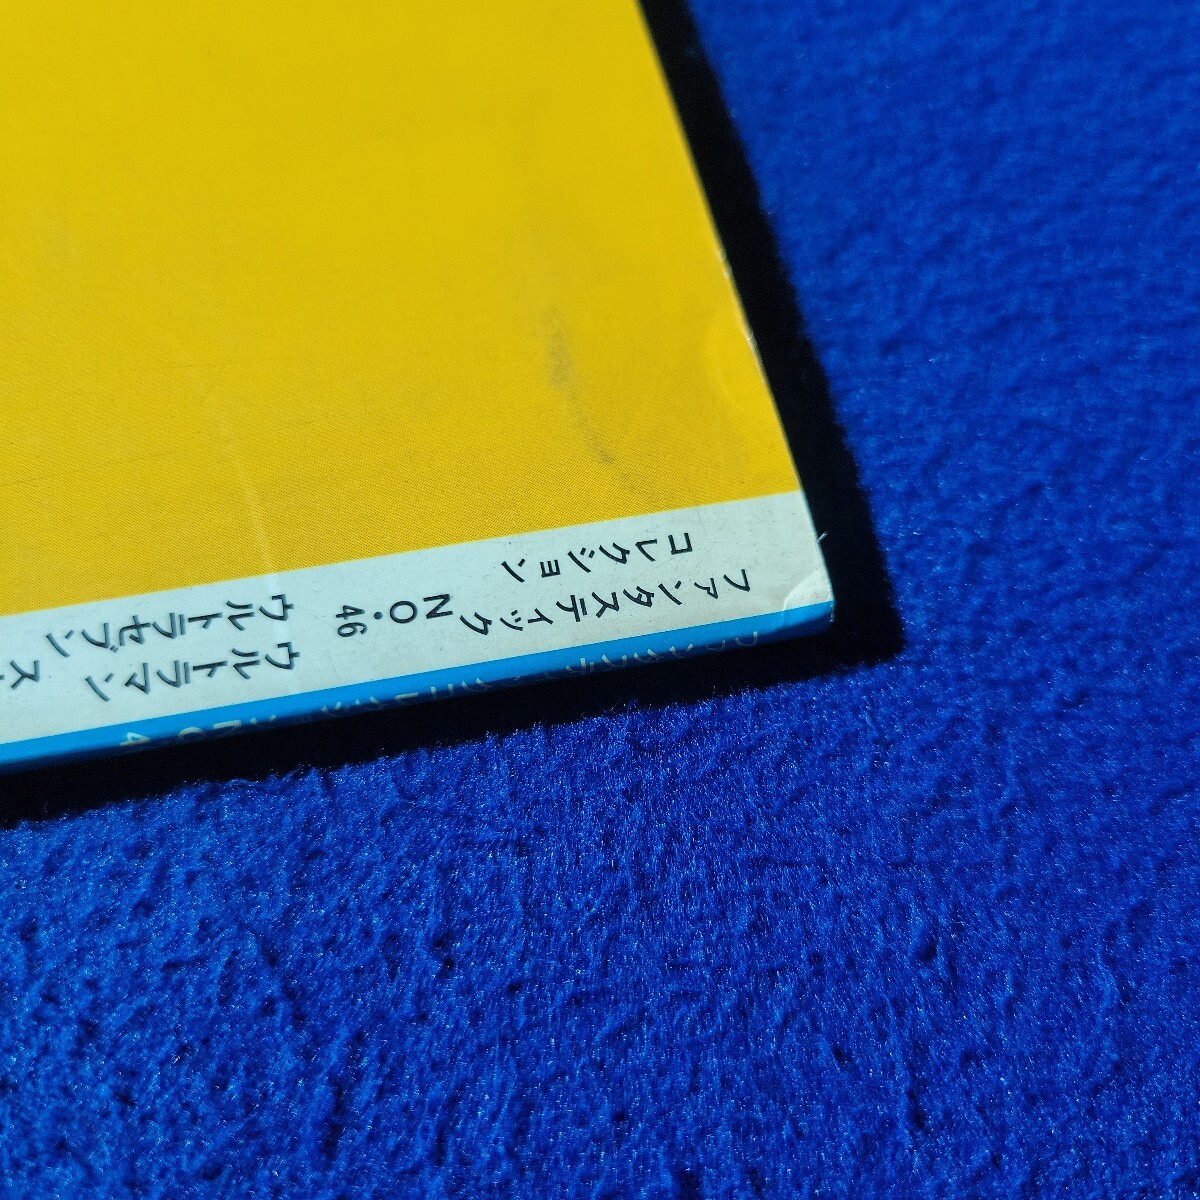 ファンタスティック
コレクション
NO.46
ウルトラマン
ウルトラセブン